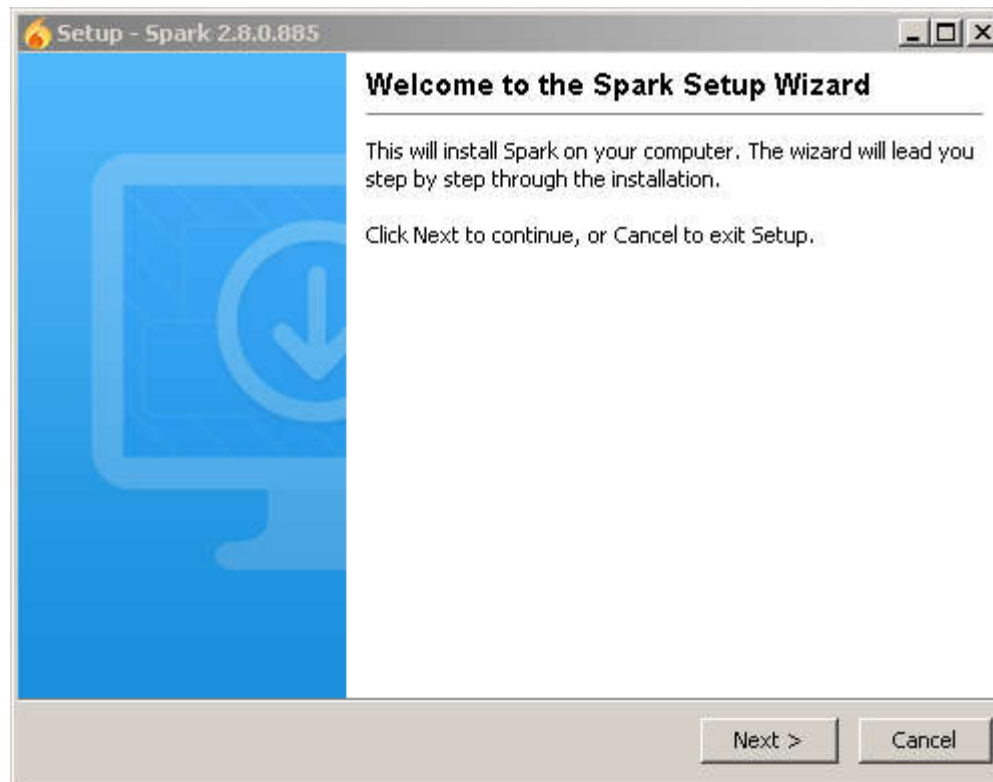 Setup - Spark 2.8.0.885
Welcome to the Spark Setup Wizard
This will install Spark on your computer. The wizard will lead you
step by step through the installation.
Click Next to continue, or Cancel to exit Setup.
Next >
Cancel